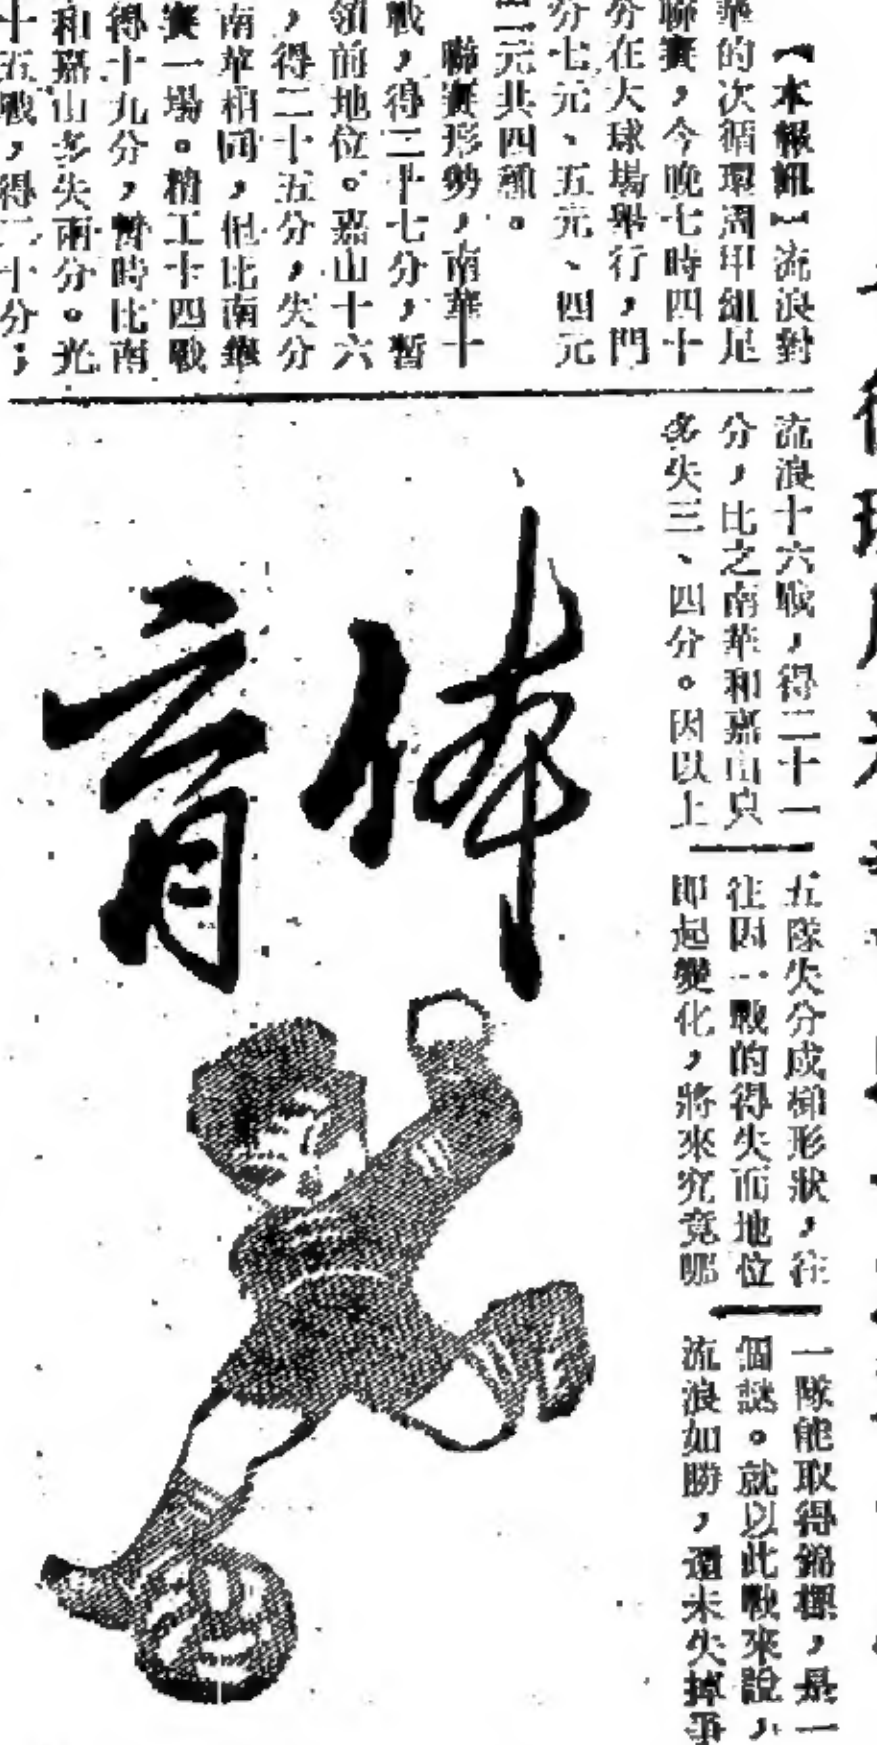 【本報訊】流浪對
華的次循環周甲組足
聯賽，今晚七時四十
分在大球場舉行，門
分七元、五元、四元
二元共四種。
聯賽形勢，南華十
戰，得二十七分，暫
領前地位。嘉山十六
，得二十五分，失分
南華相同，但比南華
賽一場。精工十四戰
得十九分，暫時比南
和嘉山多失兩分。光
十五戰，得二十分；
流浪十六戰，得二十一
分，比之南華和嘉山只
多失三、四分。因以上
五隊失分成梯形狀，往
往因一戰的得失而地位
即起變化，將來究竟哪
一隊能取得錦標，是一
個謎。就以此戰來說，
流浪如勝，還未失掉爭
体育